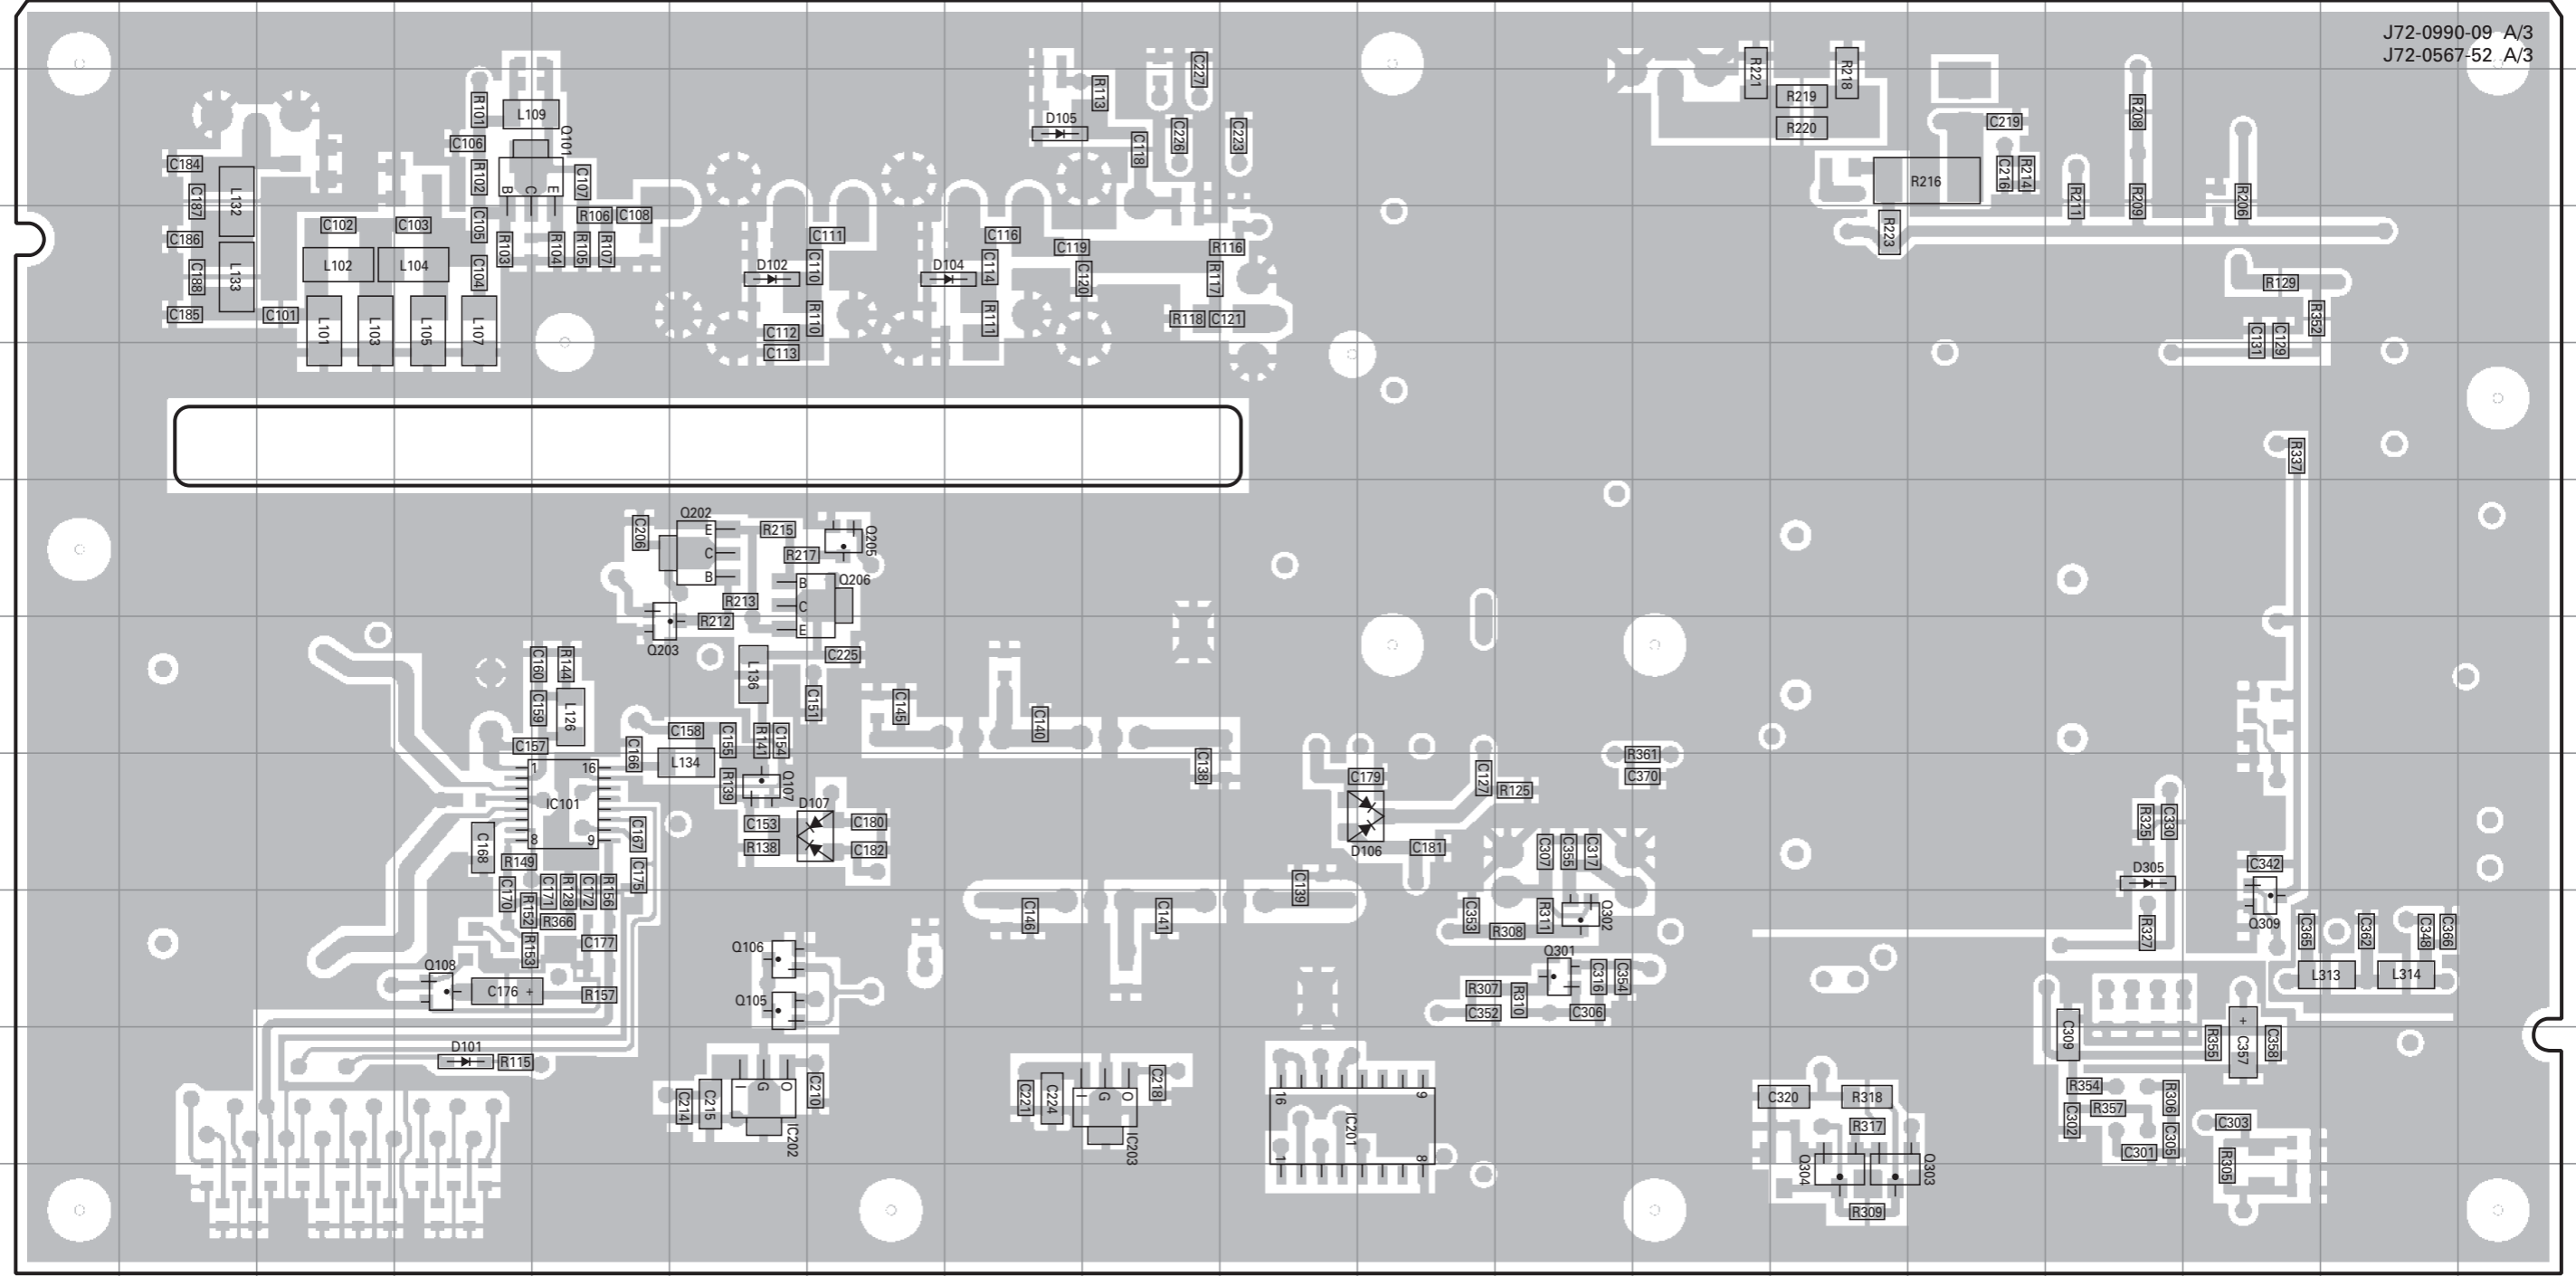 J72-0990-09 A/3
J72-0567-52 A/3
C227
R221
R218
R113
R219
R101
L109
R208
D105
R220
C219
Q101
C106
C118
C226
C223
C184
R102
C107
R216
C216
R214
L132
C187
B C E
R211
R209
R206
C102
C103
C105
R106
C108
C186
C111
C116
R223
R103
R104
R105
R107
C119
R116
L102
L104
D102
C110
D104
C114
L133
C188
C104
C120
R117
R129
C185
C101
R110
R111
R118
C121
R352
L101
L103
L105
L107
C112
C113
C131
C129
R337
Q202
C206
E
C
B
R215
Q205
R217
Q206
B
C
E
R213
R212
Q203
C225
C160
R144
L136
C159
L126
C151
C145
C140
C158
C155
R141
C154
C157
C166
L134
C138
R361
1
16
R139
Q107
C179
C127
C370
IC101
R125
D107
C153
C180
R325
C330
8
9
C167
R138
C182
D106
C181
C307
C355
C317
C168
R149
C175
D305
C342
C170
C171
R128
C172
R156
C139
R152
R366
C146
C141
C353
R311
Q302
R308
R327
Q309
C365
C362
C348
C366
R153
C177
Q106
Q301
Q108
C316
C354
L313
L314
C176 +
R157
Q105
R307
R310
C352
C306
+
C309
R355
C357
C358
D101
R115
C214
C215
I G O
C210
C221
C224
I G O
C218
16
9
R354
C320
R318
R306
R357
IC202
IC203
IC201
R317
C302
C303
C305
C301
1
8
Q304
Q303
R305
R309